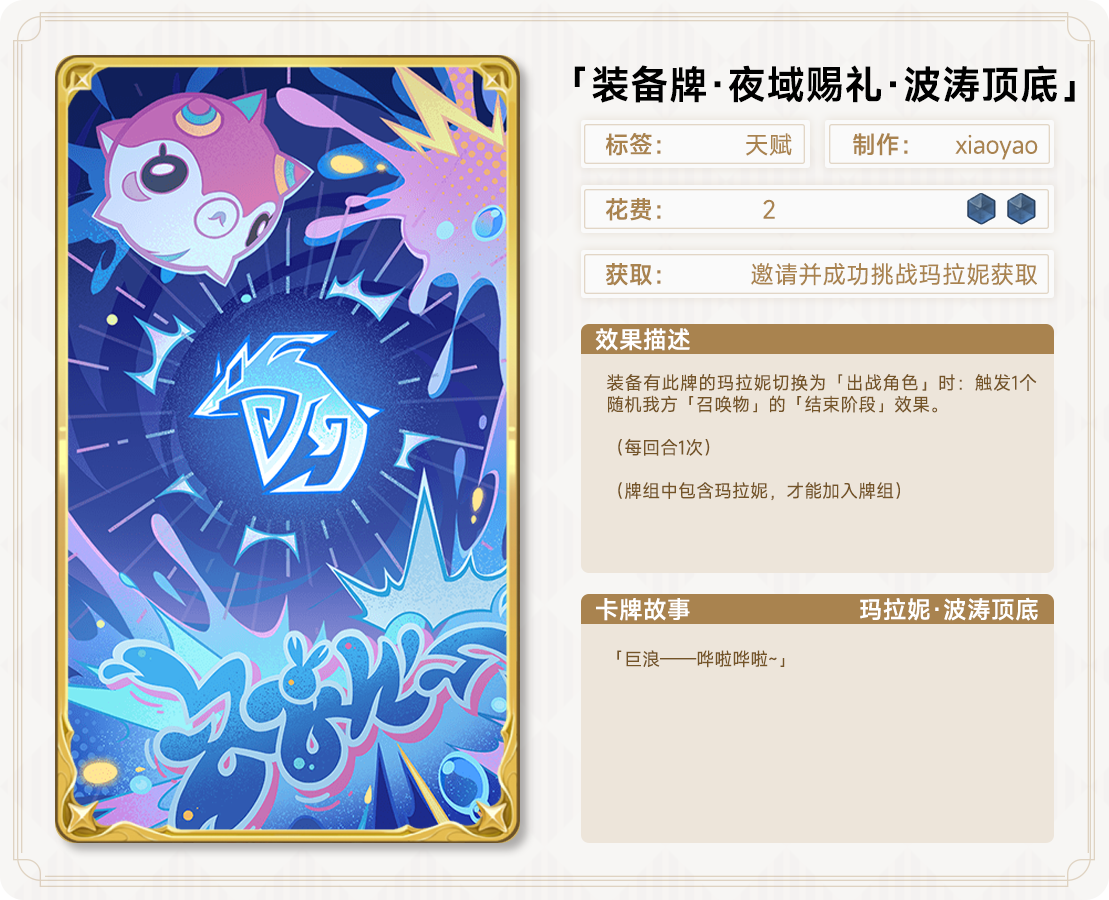 「装备牌·夜域赐礼·波涛顶底」
标签： 天赋
制作： xiaoyao
花费： 2
获取： 邀请并成功挑战玛拉妮获取
效果描述
装备有此牌的玛拉妮切换为「出战角色」时：触发1个
随机我方「召唤物」的「结束阶段」效果。
（每回合1次）
（牌组中包含玛拉妮，才能加入牌组）
卡牌故事 玛拉妮·波涛顶底
「巨浪——哗啦哗啦~」